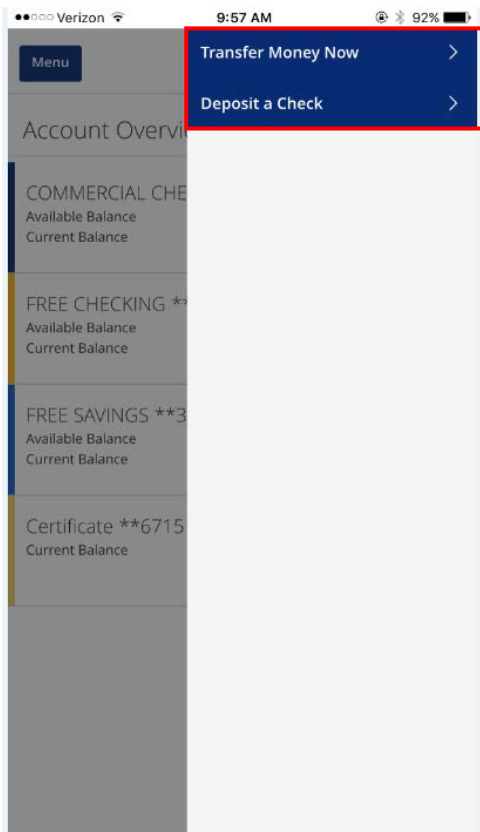 Verizon 9:57 AM 92%
Menu
Transfer Money Now
Deposit a Check
Account Overvi
COMMERCIAL CHE
Available Balance
Current Balance
FREE CHECKING **
Available Balance
Current Balance
FREE SAVINGS **3
Available Balance
Current Balance
Certificate **6715
Current Balance